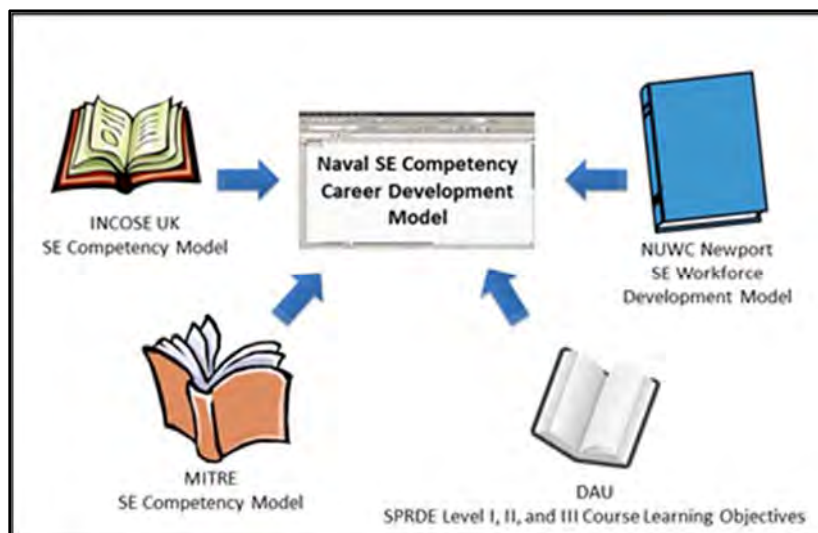 Naval SE Competency
Career Development
Model
INCOSE UK
SE Competency Model
NUWC Newport
SE Workforce
Development Model
MITRE
SE Competency Model
DAU
SPRDE Level I, II, and III Course Learning Objectives